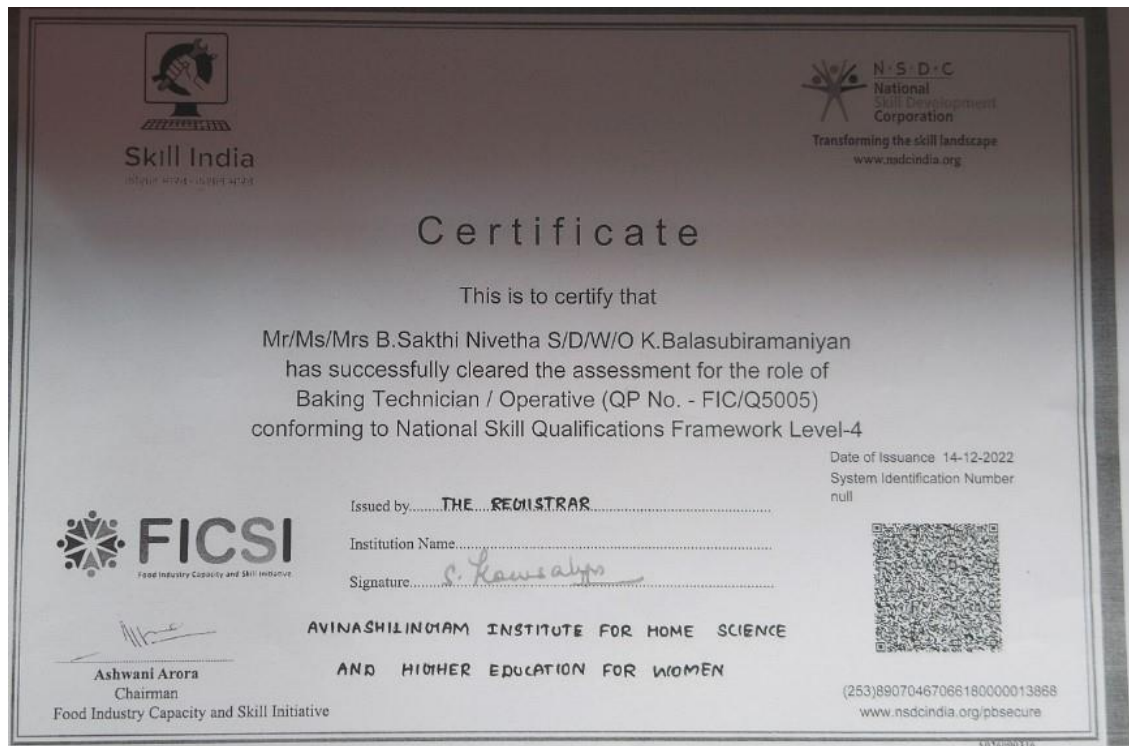 Skill India
कौशल भारत - कुशल भारत
N·S·D·C
National
Skill Development
Corporation
Transforming the skill landscape
www.nsdcindia.org
Certificate
This is to certify that
Mr/Ms/Mrs B.Sakthi Nivetha S/D/W/O K.Balasubiramaniyan
has successfully cleared the assessment for the role of
Baking Technician / Operative (QP No. - FIC/Q5005)
conforming to National Skill Qualifications Framework Level-4
Date of Issuance 14-12-2022
System Identification Number
null
Issued by THE REGISTRAR
Institution Name
Signature S. Kowsalya
FICSI
Food Industry Capacity and Skill Initiative
AVINASHILINGAM INSTITUTE FOR HOME SCIENCE
AND HIGHER EDUCATION FOR WOMEN
Ashwani Arora
Chairman
Food Industry Capacity and Skill Initiative
(253)89070467066180000013868
www.nsdcindia.org/pbsecure